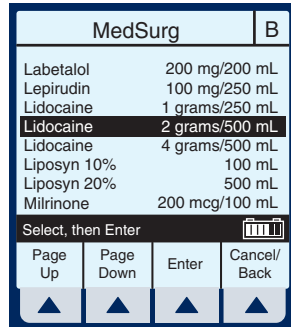 MedSurg B
Labetalol 200 mg/200 mL
Lepirudin 100 mg/250 mL
Lidocaine 1 grams/250 mL
Lidocaine 2 grams/500 mL
Lidocaine 4 grams/500 mL
Liposyn 10% 100 mL
Liposyn 20% 500 mL
Milrinone 200 mcg/100 mL
Select, then Enter
Page Up
Page Down
Enter
Cancel/ Back